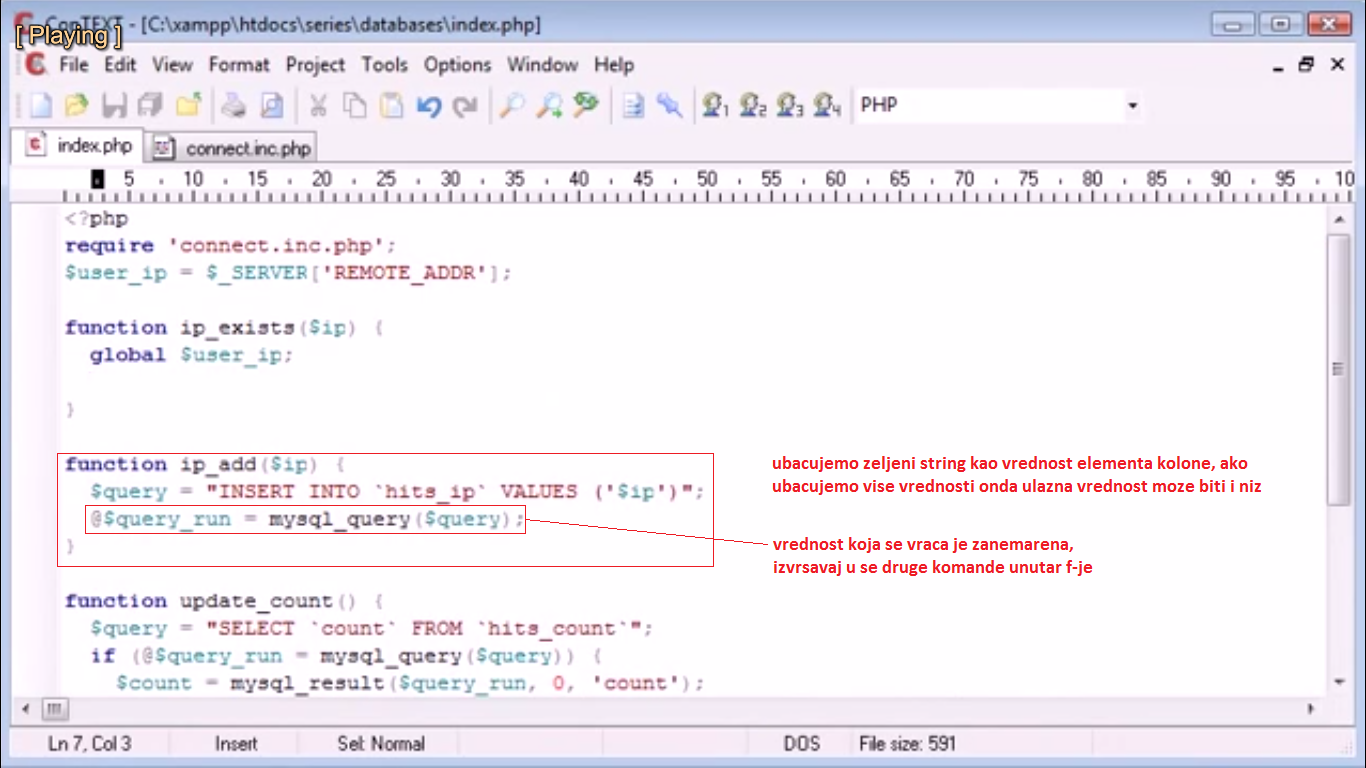 ConTEXT - [C:\xampp\htdocs\series\databases\index.php]
[ Playing ]
File Edit View Format Project Tools Options Window Help
1 2 3 4 PHP
index.php connect.inc.php
5 10 15 20 25 30 35 40 45 50 55 60 65 70 75 80 85 90 95 10
<?php
require 'connect.inc.php';
$user_ip = $_SERVER['REMOTE_ADDR'];
function ip_exists($ip) {
global $user_ip;
}
function ip_add($ip) {
$query = "INSERT INTO `hits_ip` VALUES ('$ip')";
@$query_run = mysql_query($query);
}
ubacujemo zeljeni string kao vrednost elementa kolone, ako
ubacujemo vise vrednosti onda ulazna vrednost moze biti i niz
vrednost koja se vraca je zanemarena,
izvrsavaj u se druge komande unutar f-je
function update_count() {
$query = "SELECT `count` FROM `hits_count`";
if (@$query_run = mysql_query($query)) {
$count = mysql_result($query_run, 0, 'count');
Ln 7, Col 3 Insert Sel: Normal DOS File size: 591